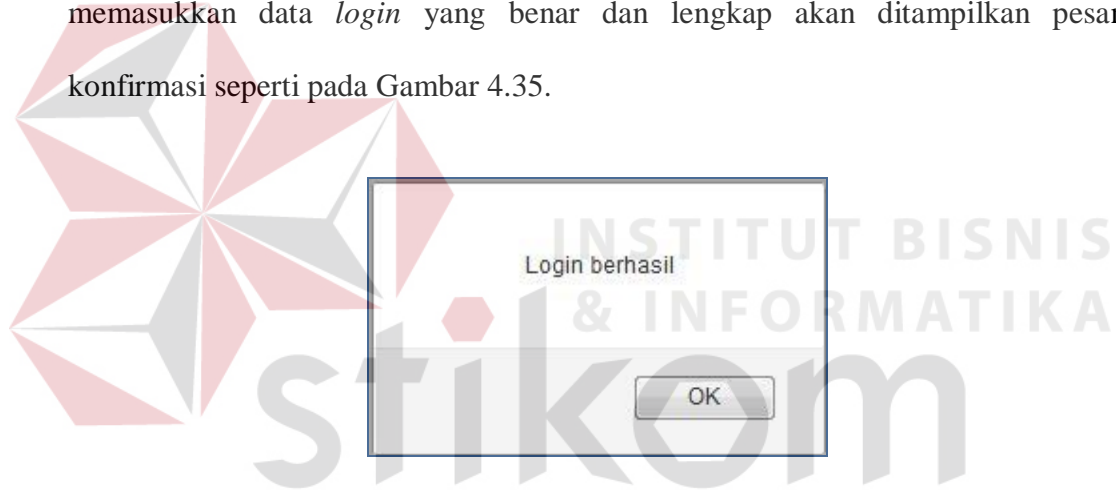 memasukkan data login yang benar dan lengkap akan ditampilkan pesan
konfirmasi seperti pada Gambar 4.35.
INSTITUT BISNIS
Login berhasil
& INFORMATIKA
stikom
OK